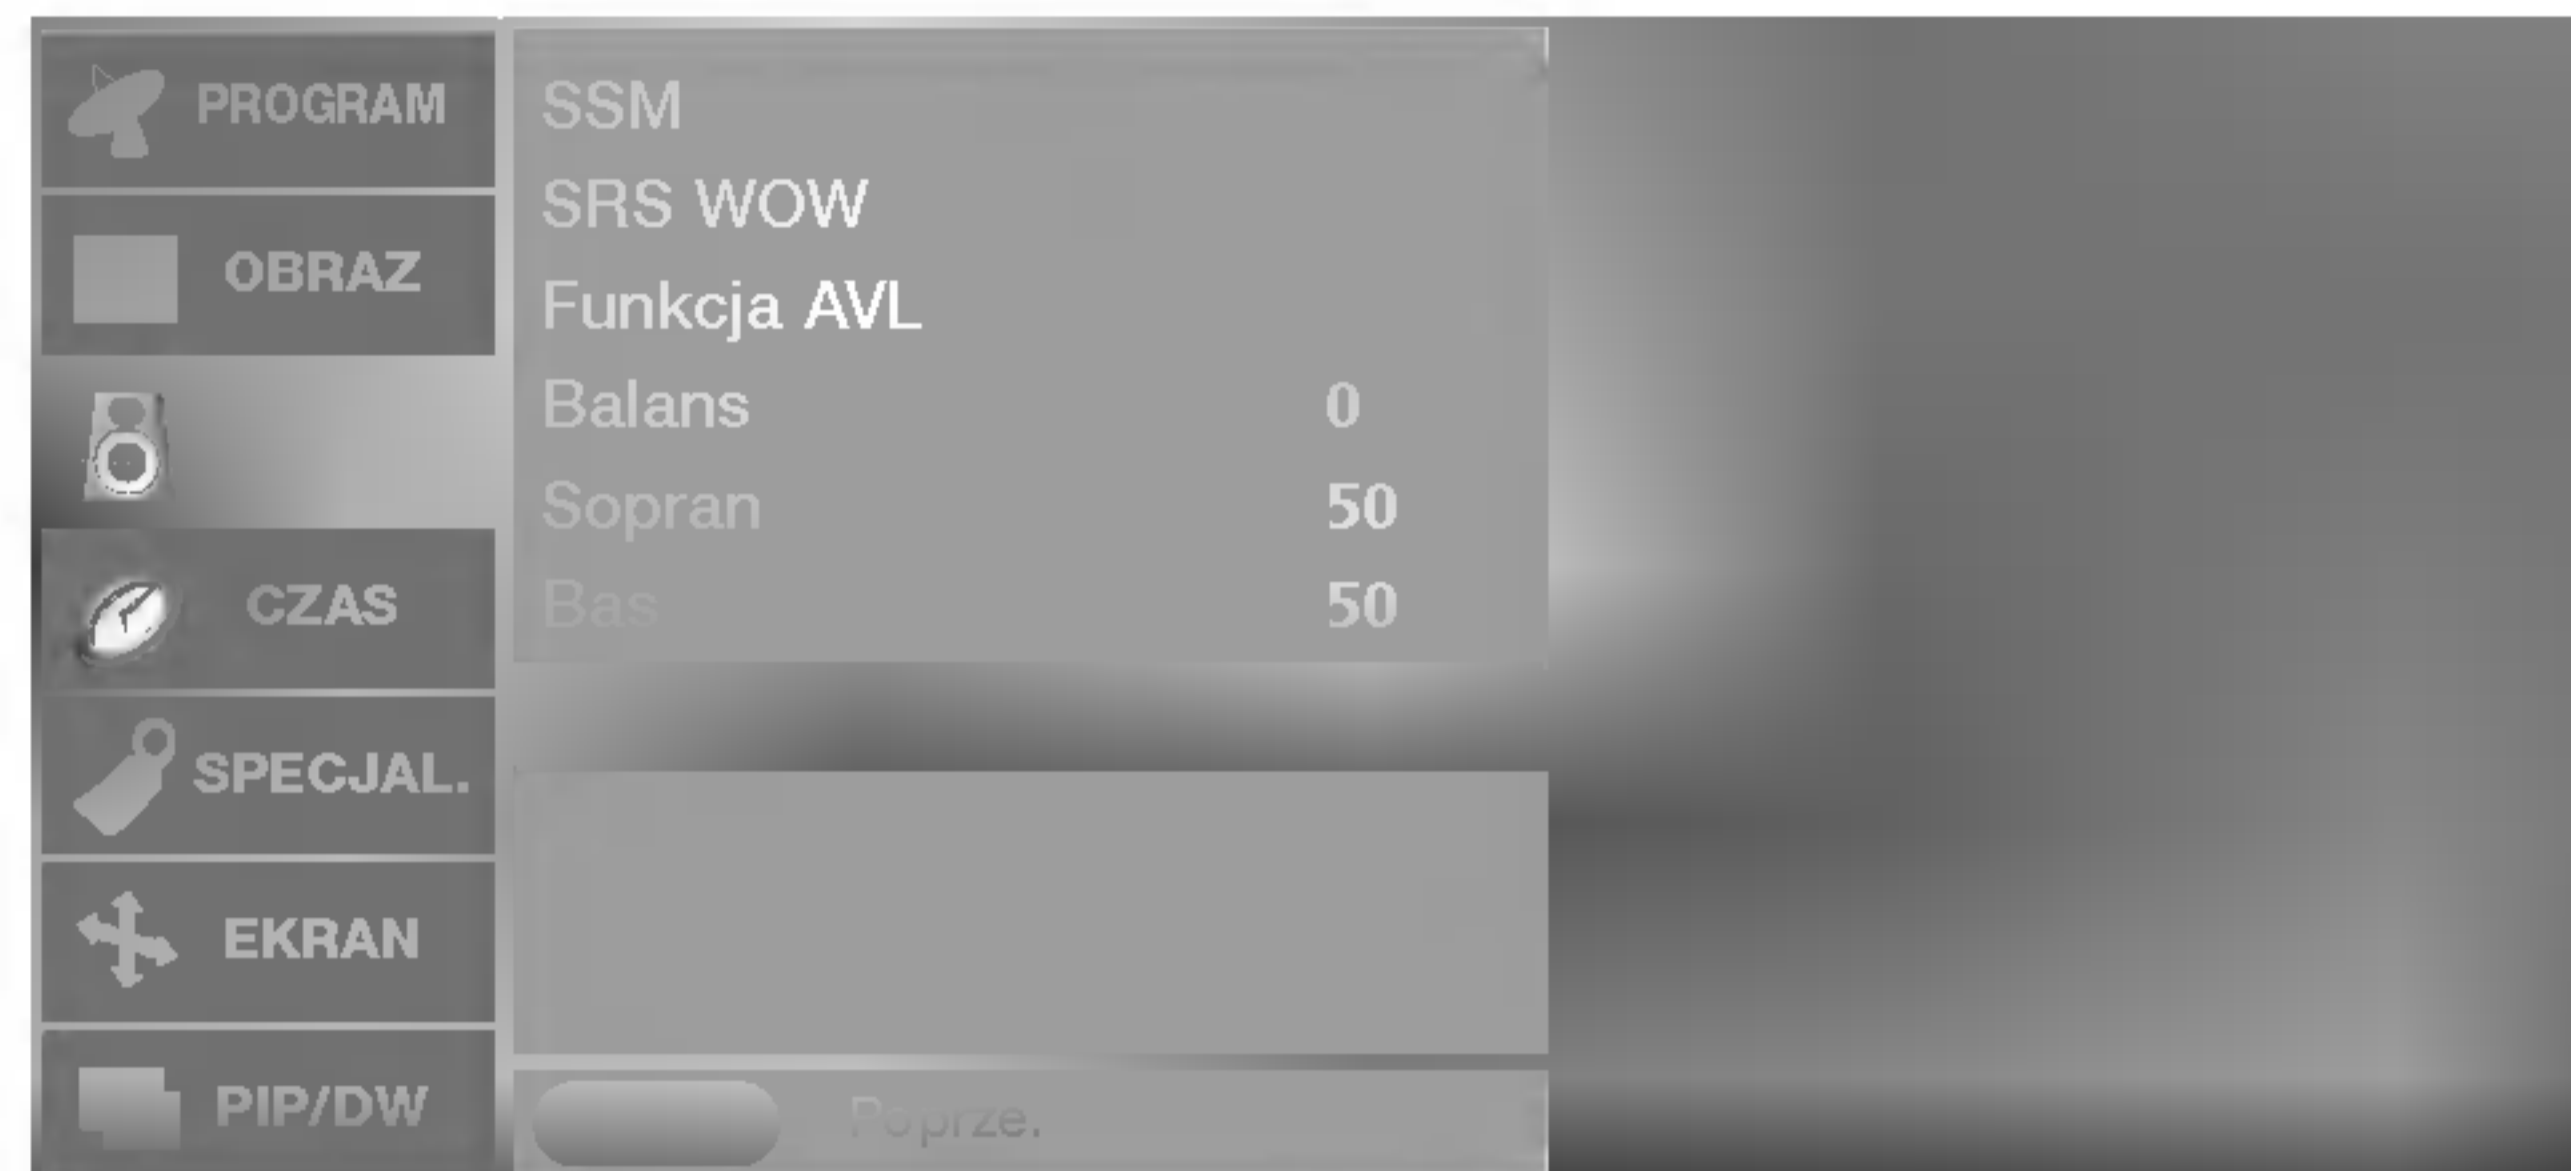 PROGRAM
OBRAZ
CZAS
SPECJAL.
EKRAN
PIP/DW
SSM
SRS WOW
Funkcja AVL
Balans 0
Sopran 50
Bas 50
Poprze.